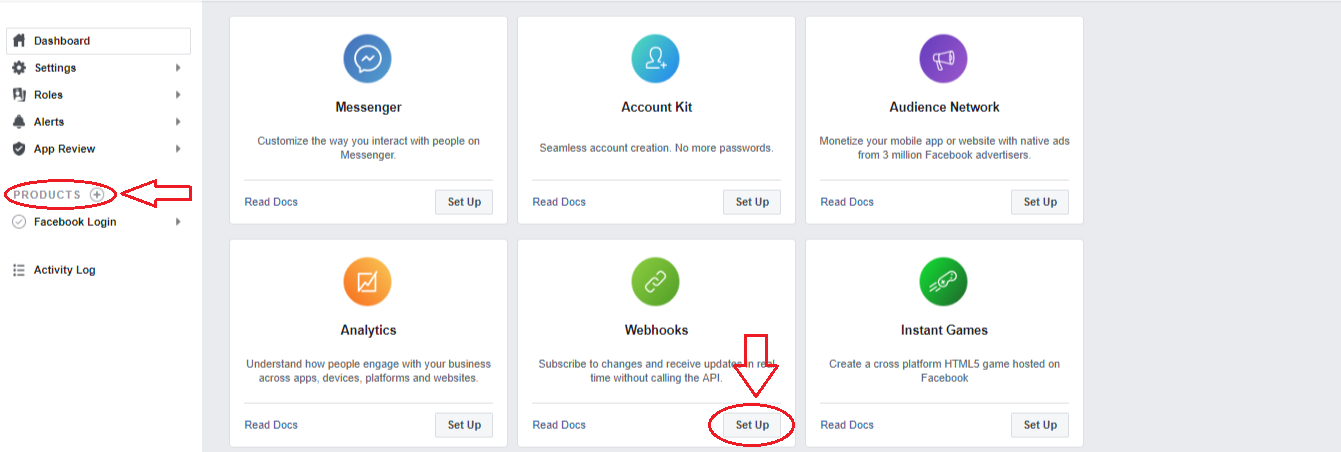 Dashboard
Settings
Roles
Alerts
App Review
PRODUCTS
Facebook Login
Activity Log
Messenger
Customize the way you interact with people on
Messenger.
Read Docs
Set Up
Account Kit
Seamless account creation. No more passwords.
Read Docs
Set Up
Audience Network
Monetize your mobile app or website with native ads
from 3 million Facebook advertisers.
Read Docs
Set Up
Analytics
Understand how people engage with your business
across apps, devices, platforms and websites.
Read Docs
Set Up
Webhooks
Subscribe to changes and receive updates in real-
time without calling the API.
Read Docs
Set Up
Instant Games
Create a cross platform HTML5 game hosted on
Facebook
Read Docs
Set Up